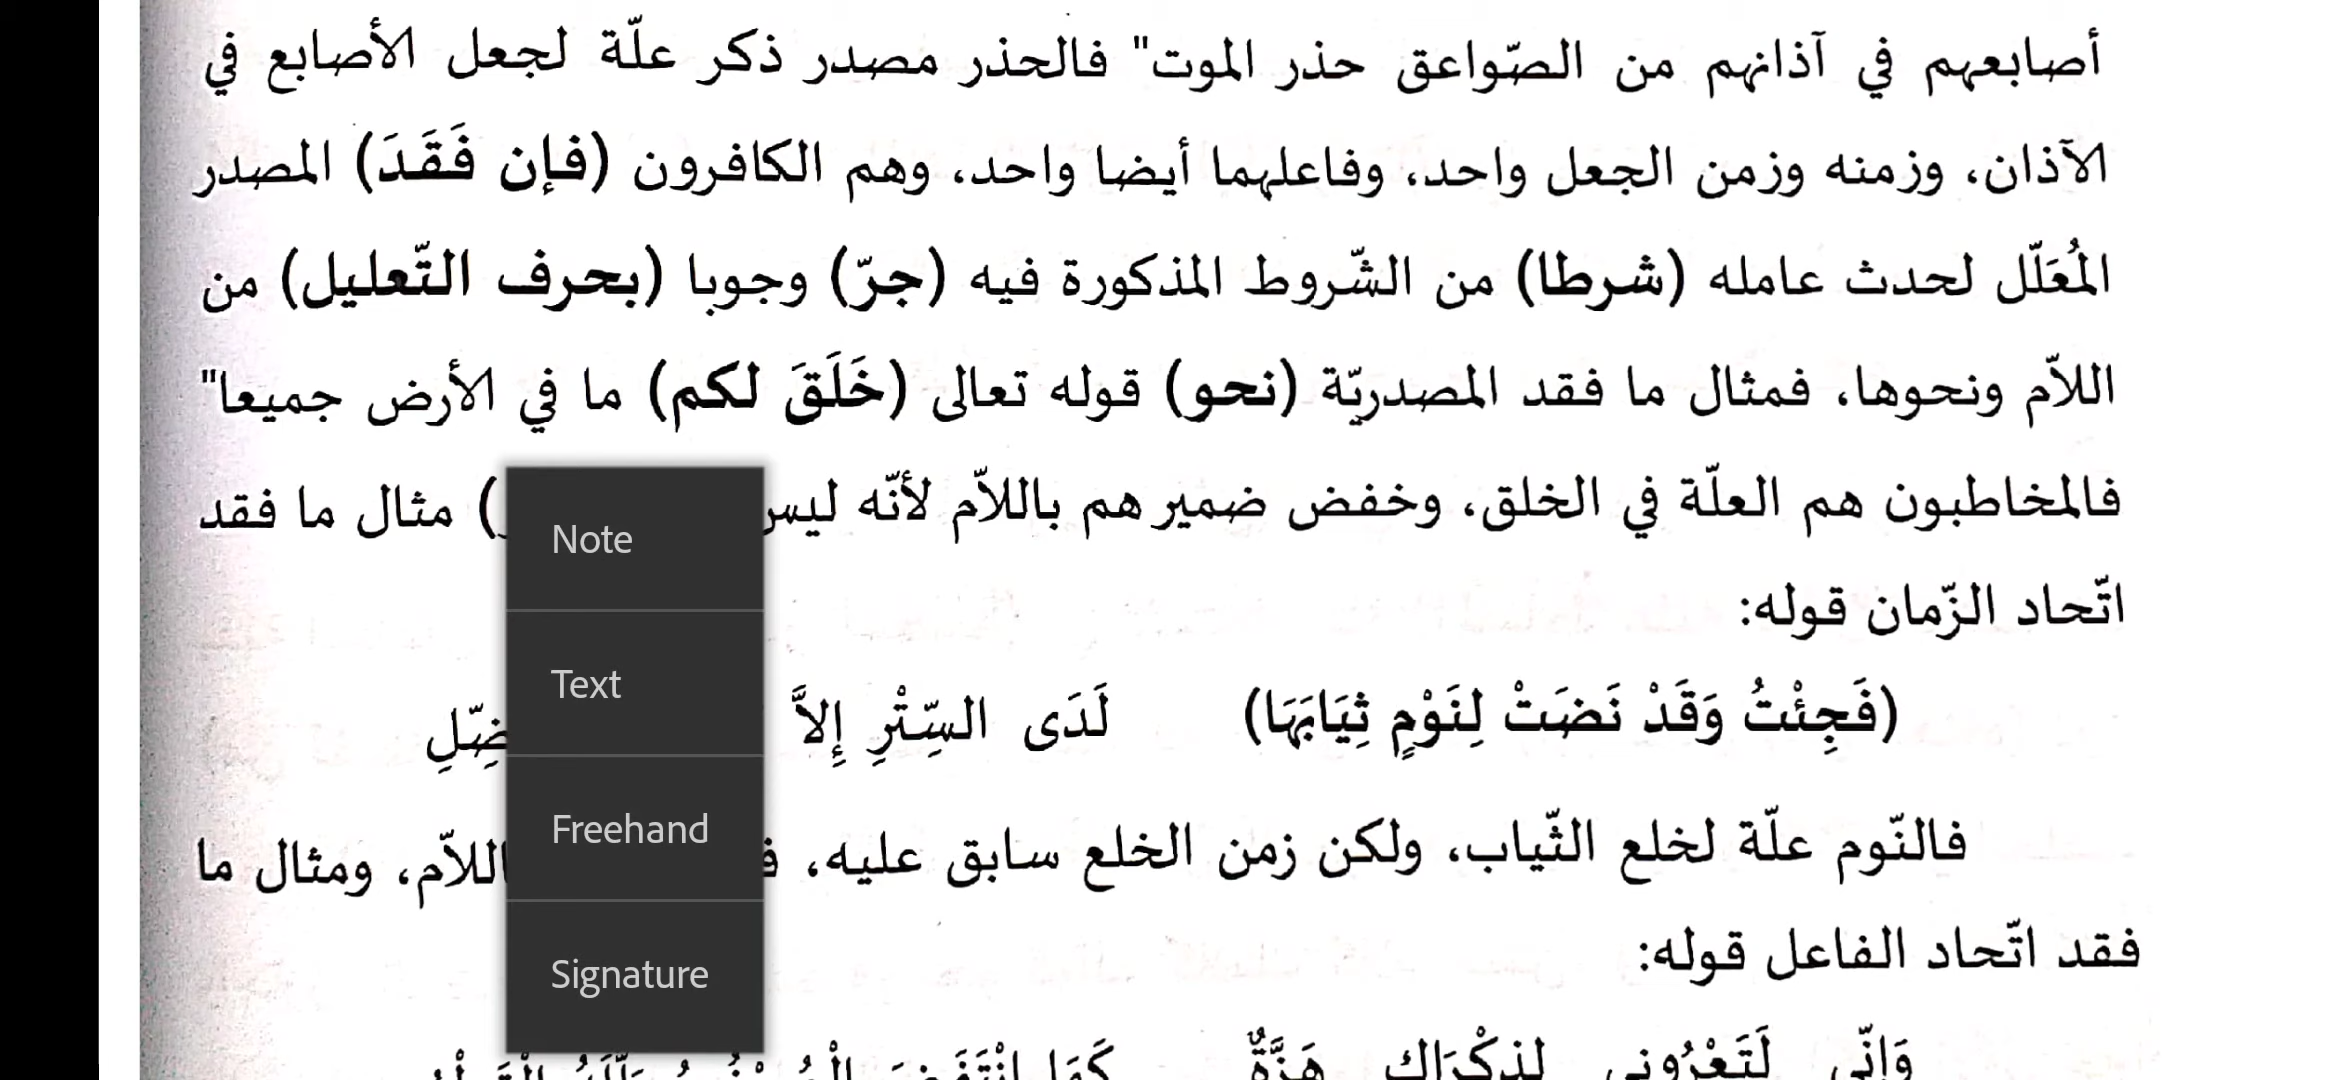 أصابعهم في آذانهم من الصّواعق حذر الموت" فالحذر مصدر ذكر علّة لجعل الأصابع في
الآذان، وزمنه وزمن الجعل واحد، وفاعلهما أيضا واحد، وهم الكافرون (فإن فَقَدَ) المصدر
المُعَلّل لحدث عامله (شرطا) من الشّروط المذكورة فيه (جرّ) وجوبا (بحرف التّعليل) من
اللاّم ونحوها، فمثال ما فقد المصدريّة (نحو) قوله تعالى (خَلَقَ لكم) ما في الأرض جميعا"
فالمخاطبون هم العلّة في الخلق، وخفض ضميرهم باللاّم لأنّه ليس ) مثال ما فقد
اتّحاد الزّمان قوله:
(فَجِئْتُ وَقَدْ نَضَتْ لِنَوْمٍ ثِيَابَهَا) لَدَى السِّتْرِ إِلاَّ
فالنّوم علّة لخلع الثّياب، ولكن زمن الخلع سابق عليه، اللاّم، ومثال ما
فقد اتّحاد الفاعل قوله:
وَإِنّي لَتَعْرُوني لِذِكْرَاكِ هَزَّةٌ كَمَا انْتَفَضَ
Note
Text
Freehand
Signature